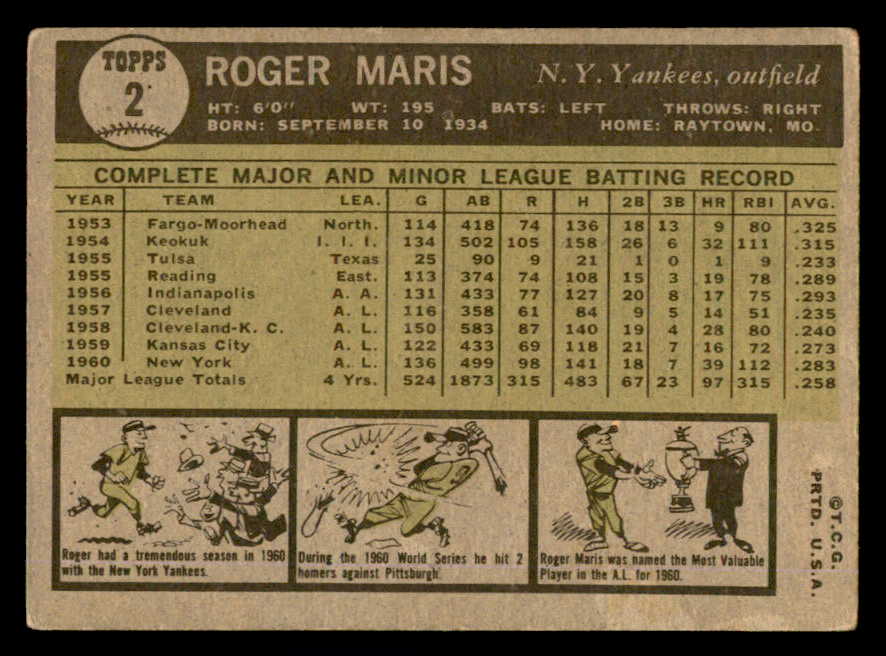 TOPPS
2
ROGER MARIS
N. Y. Yankees, outfield
HT: 6'0" WT: 195 BATS: LEFT THROWS: RIGHT
BORN: SEPTEMBER 10 1934 HOME: RAYTOWN, MO.
COMPLETE MAJOR AND MINOR LEAGUE BATTING RECORD
YEAR TEAM LEA. G AB R H 2B 3B HR RBI AVG.
1953 Fargo-Moorhead North. 114 418 74 136 18 13 9 80 .325
1954 Keokuk I. I. I. 134 502 105 158 26 6 32 111 .315
1955 Tulsa Texas 25 90 9 21 1 0 1 9 .233
1955 Reading East. 113 374 74 108 15 3 19 78 .289
1956 Indianapolis A. A. 131 433 77 127 20 8 17 75 .293
1957 Cleveland A. L. 116 358 61 84 9 5 14 51 .235
1958 Cleveland-K. C. A. L. 150 583 87 140 19 4 28 80 .240
1959 Kansas City A. L. 122 433 69 118 21 7 16 72 .273
1960 New York A. L. 136 499 98 141 18 7 39 112 .283
Major League Totals 4 Yrs. 524 1873 315 483 67 23 97 315 .258
Roger had a tremendous season in 1960
with the New York Yankees.
During the 1960 World Series he hit 2
homers against Pittsburgh.
Roger Maris was named the Most Valuable
Player in the A.L. for 1960.
©T.C.G.
PRTD. U.S.A.